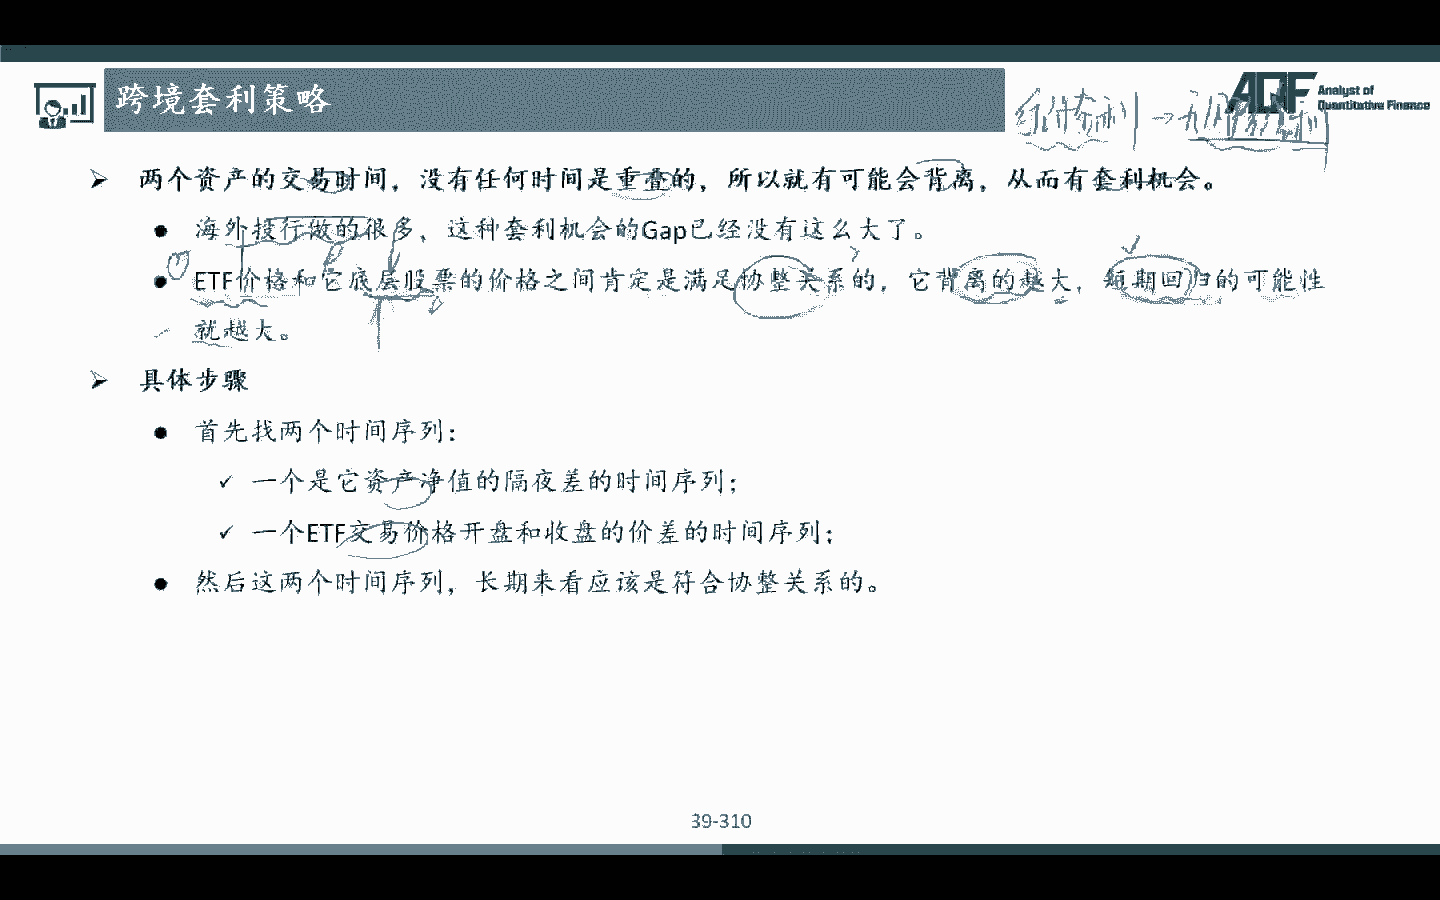 跨境套利策略
AQF Analyst of
Quantitative Finance
➢ 两个资产的交易时间，没有任何时间是重叠的，所以就有可能会背离，从而有套利机会。
● 海外投行做的很多，这种套利机会的Gap已经没有这么大了。
● ETF价格和它底层股票的价格之间肯定是满足协整关系的，它背离的越大，短期回归的可能性
就越大。
➢ 具体步骤
● 首先找两个时间序列：
✓ 一个是它资产净值的隔夜差的时间序列；
✓ 一个ETF交易价格开盘和收盘的价差的时间序列；
● 然后这两个时间序列，长期来看应该是符合协整关系的。
39-310